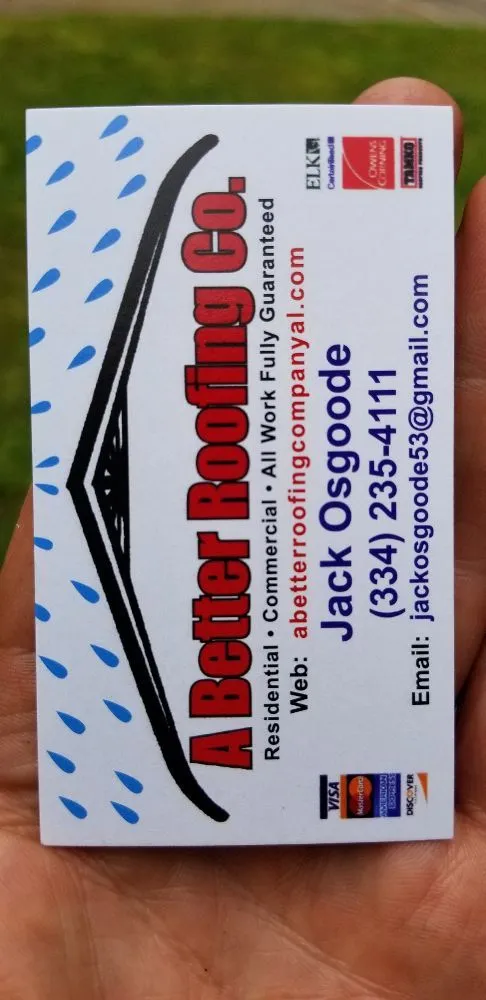 A Better Roofing Co.
Residential • Commercial • All Work Fully Guaranteed
Web: abetterroofingcompanyal.com
Jack Osgoode
(334) 235-4111
Email: jackosgoode53@gmail.com
VISA
MasterCard
AMERICAN EXPRESS
DISCOVER
ELK
CertainTeed
OWENS CORNING
TAMKO